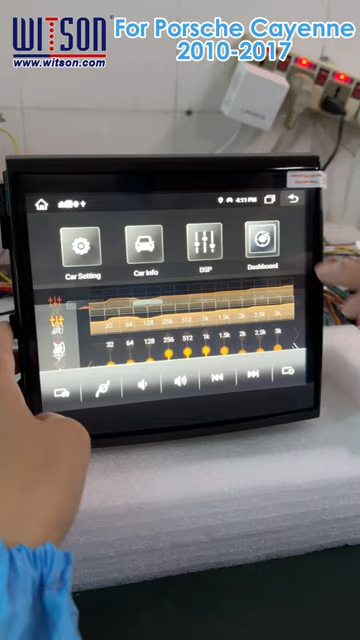 WITSON®
www.witson.com
For Porsche Cayenne
2010-2017
4:11 PM
Car Setting
Car Info
DSP
Dashboard
32 64 128 256 512 1k 1.5k 2k 2.5k 3k
32 64 128 256 512 1k 1.5k 2k 2.5k 3k